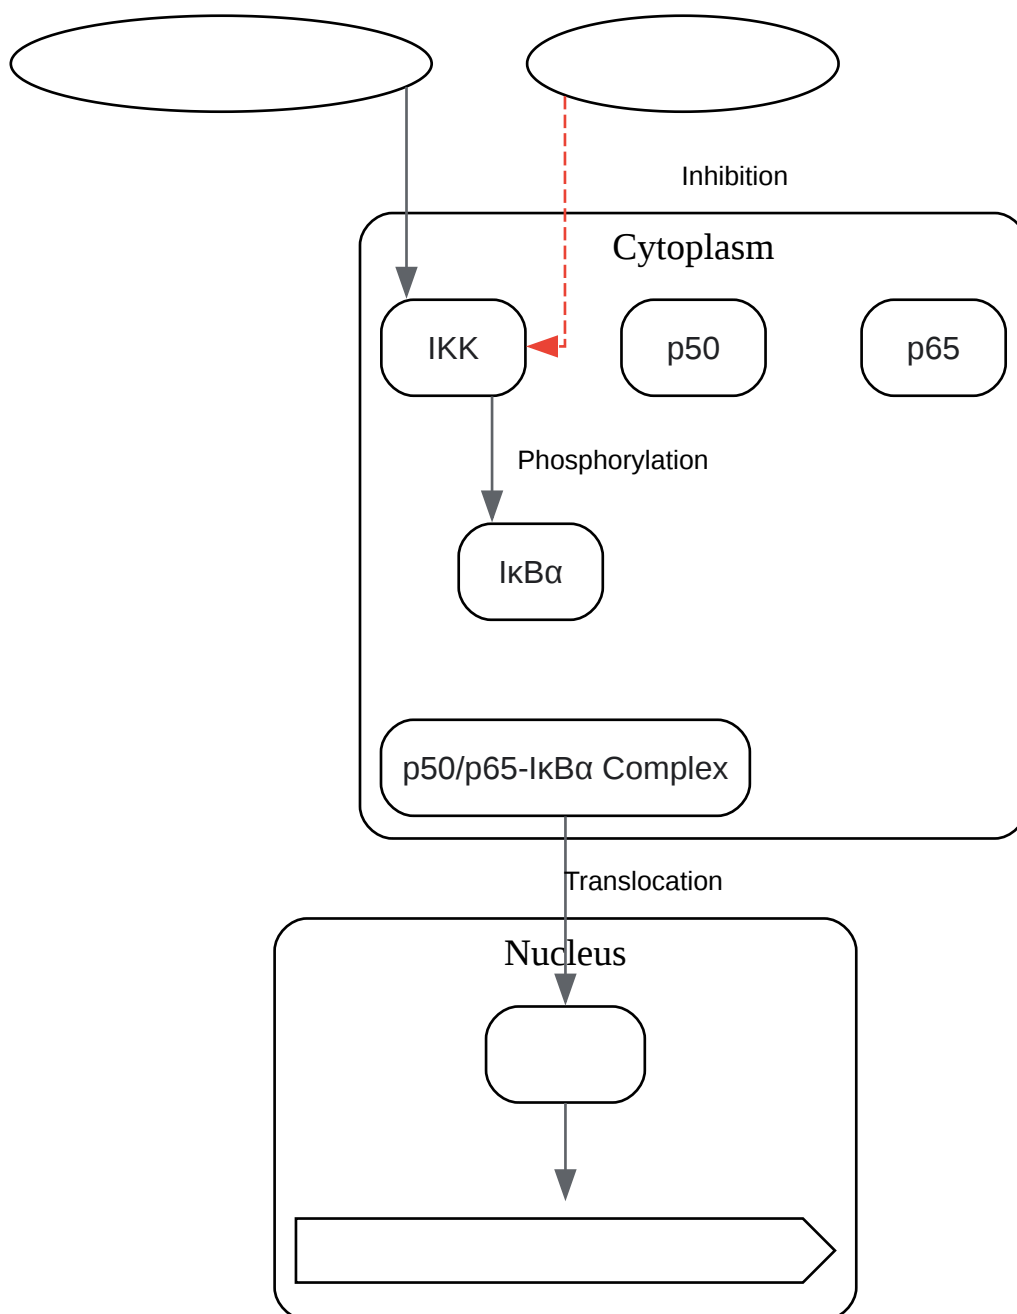 Inhibition
Cytoplasm
IKK
p50
p65
Phosphorylation
IκBα
p50/p65-IκBα Complex
Translocation
Nucleus